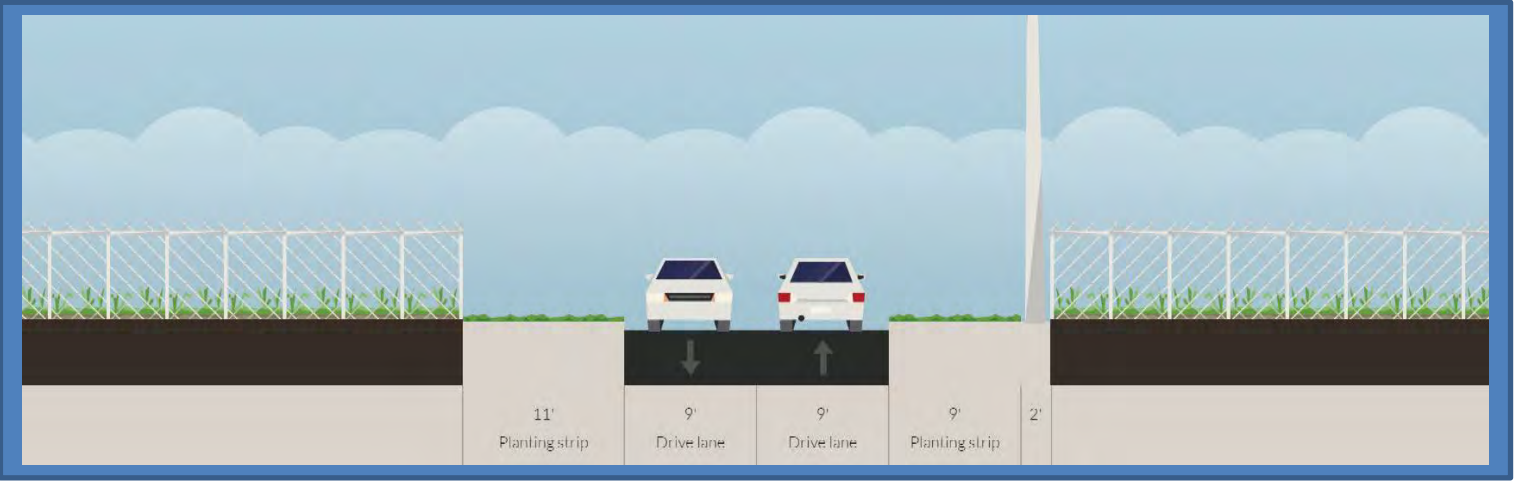 11' 9' 9' 9' 2'
Planting strip Drive lane Drive lane Planting strip